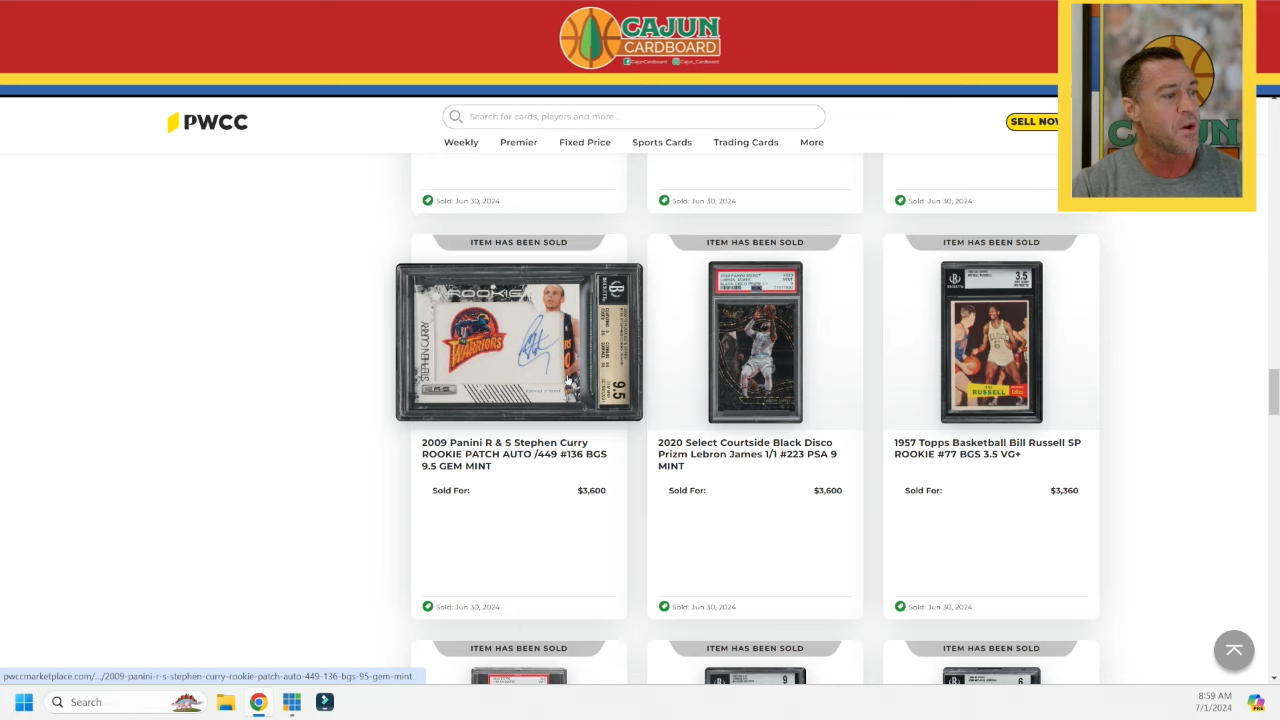 CAJUN
CARDBOARD
CajunCardboard Cajun_Cardboard
PWCC
Search for cards, players and more...
SELL NOW
Weekly Premier Fixed Price Sports Cards Trading Cards More
CAJUN
Sold: Jun 30, 2024 Sold: Jun 30, 2024 Sold: Jun 30, 2024
ITEM HAS BEEN SOLD ITEM HAS BEEN SOLD ITEM HAS BEEN SOLD
ROOKIE
STEPHEN CURRY
WARRIORS
9.5
3.5
RUSSELL
2009 Panini R & S Stephen Curry
ROOKIE PATCH AUTO /449 #136 BGS
9.5 GEM MINT
2020 Select Courtside Black Disco
Prizm Lebron James 1/1 #223 PSA 9
MINT
1957 Topps Basketball Bill Russell SP
ROOKIE #77 BGS 3.5 VG+
Sold For: $3,600 Sold For: $3,600 Sold For: $3,360
Sold: Jun 30, 2024 Sold: Jun 30, 2024 Sold: Jun 30, 2024
ITEM HAS BEEN SOLD ITEM HAS BEEN SOLD ITEM HAS BEEN SOLD
9
6
pwccmarketplace.com/.../2009-panini-r-s-stephen-curry-rookie-patch-auto-449-136-bgs-95-gem-mint
Search
8:59 AM
7/1/2024